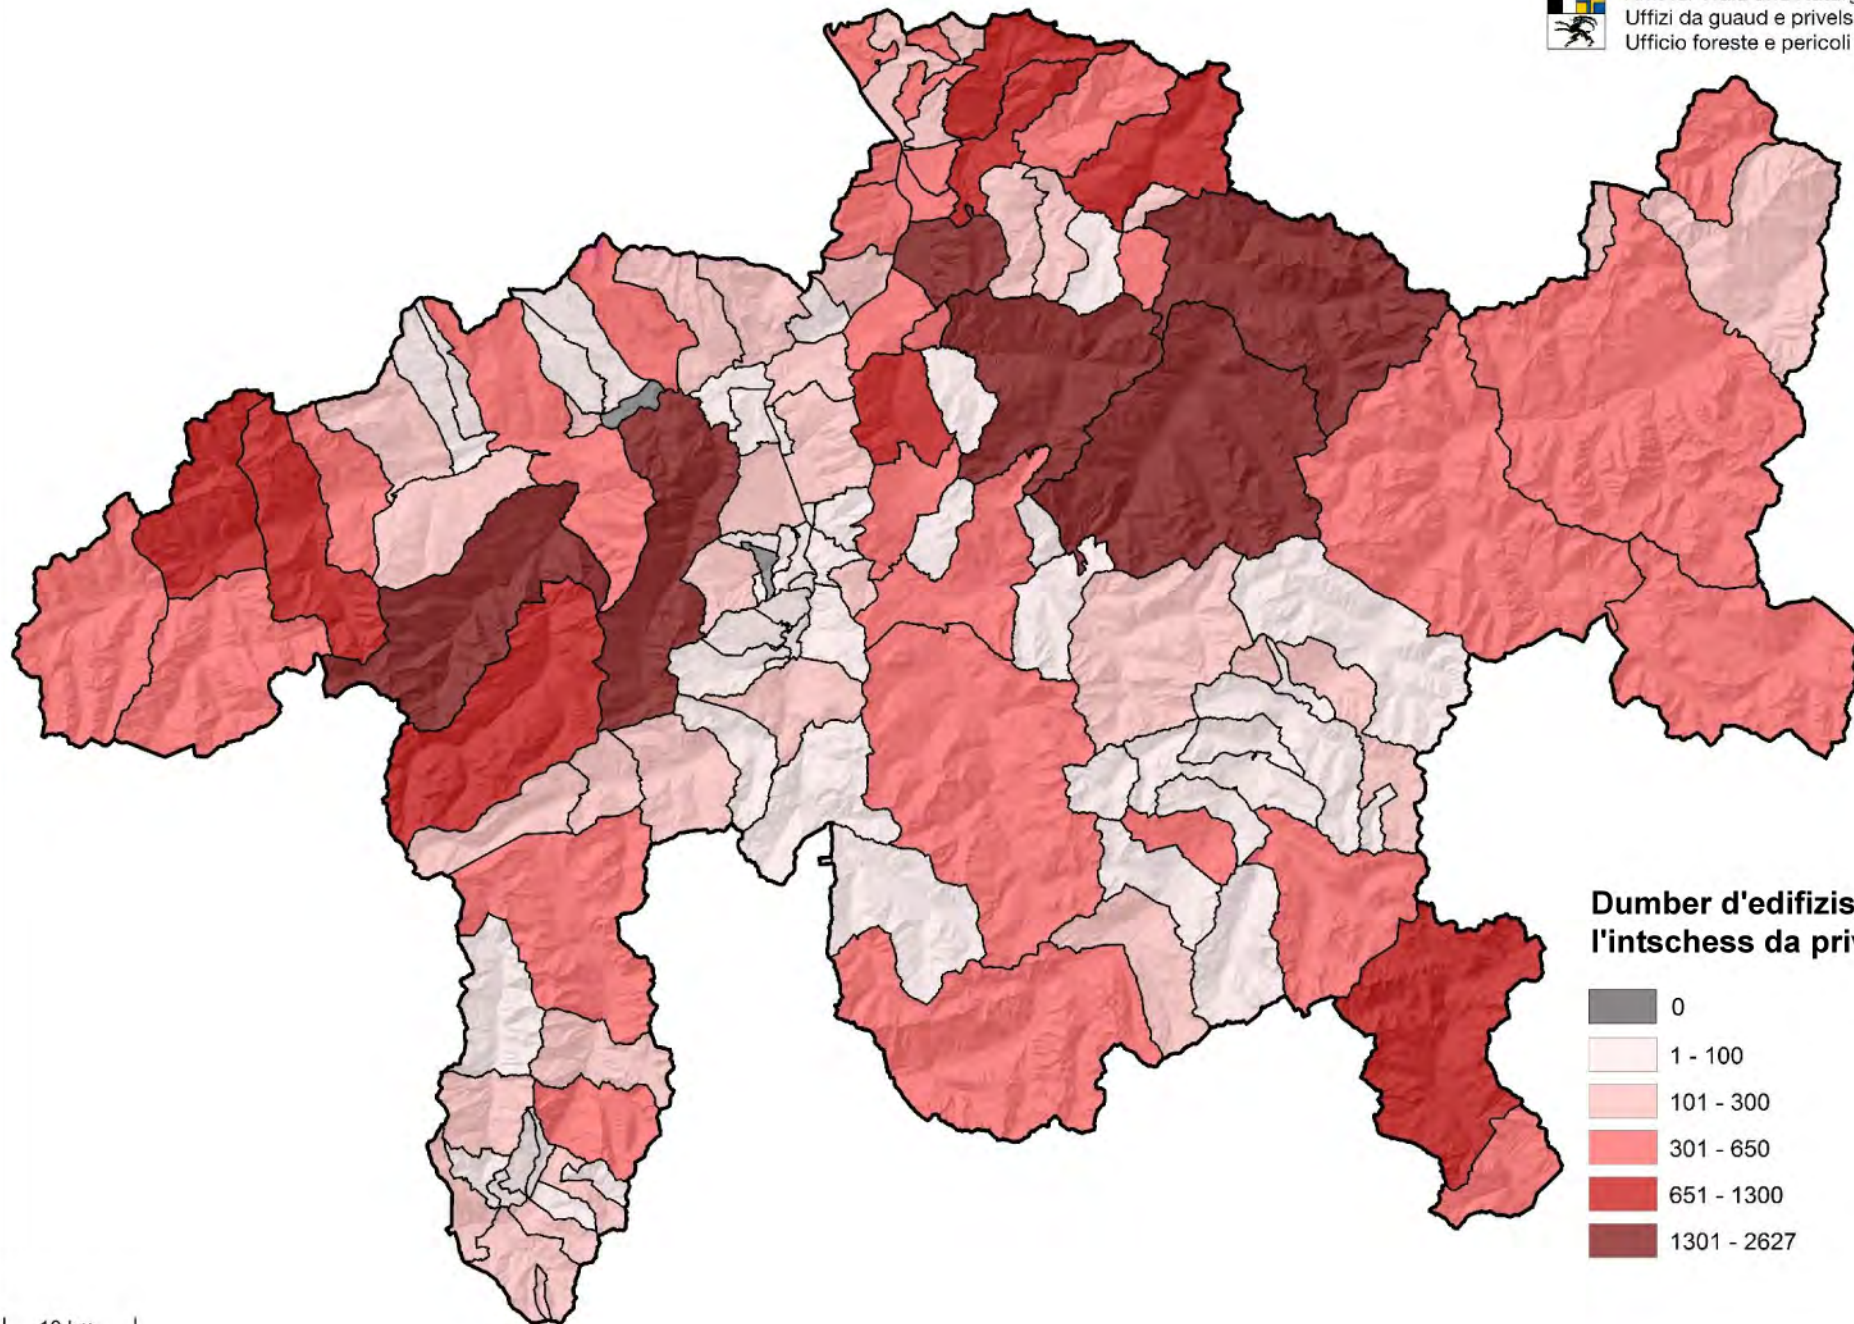 Uffizi da guaud e privels
Ufficio foreste e pericoli
Dumber d'edifizis
l'intschess da
0
1 - 100
101 - 300
301 - 650
651 - 1300
1301 - 2627